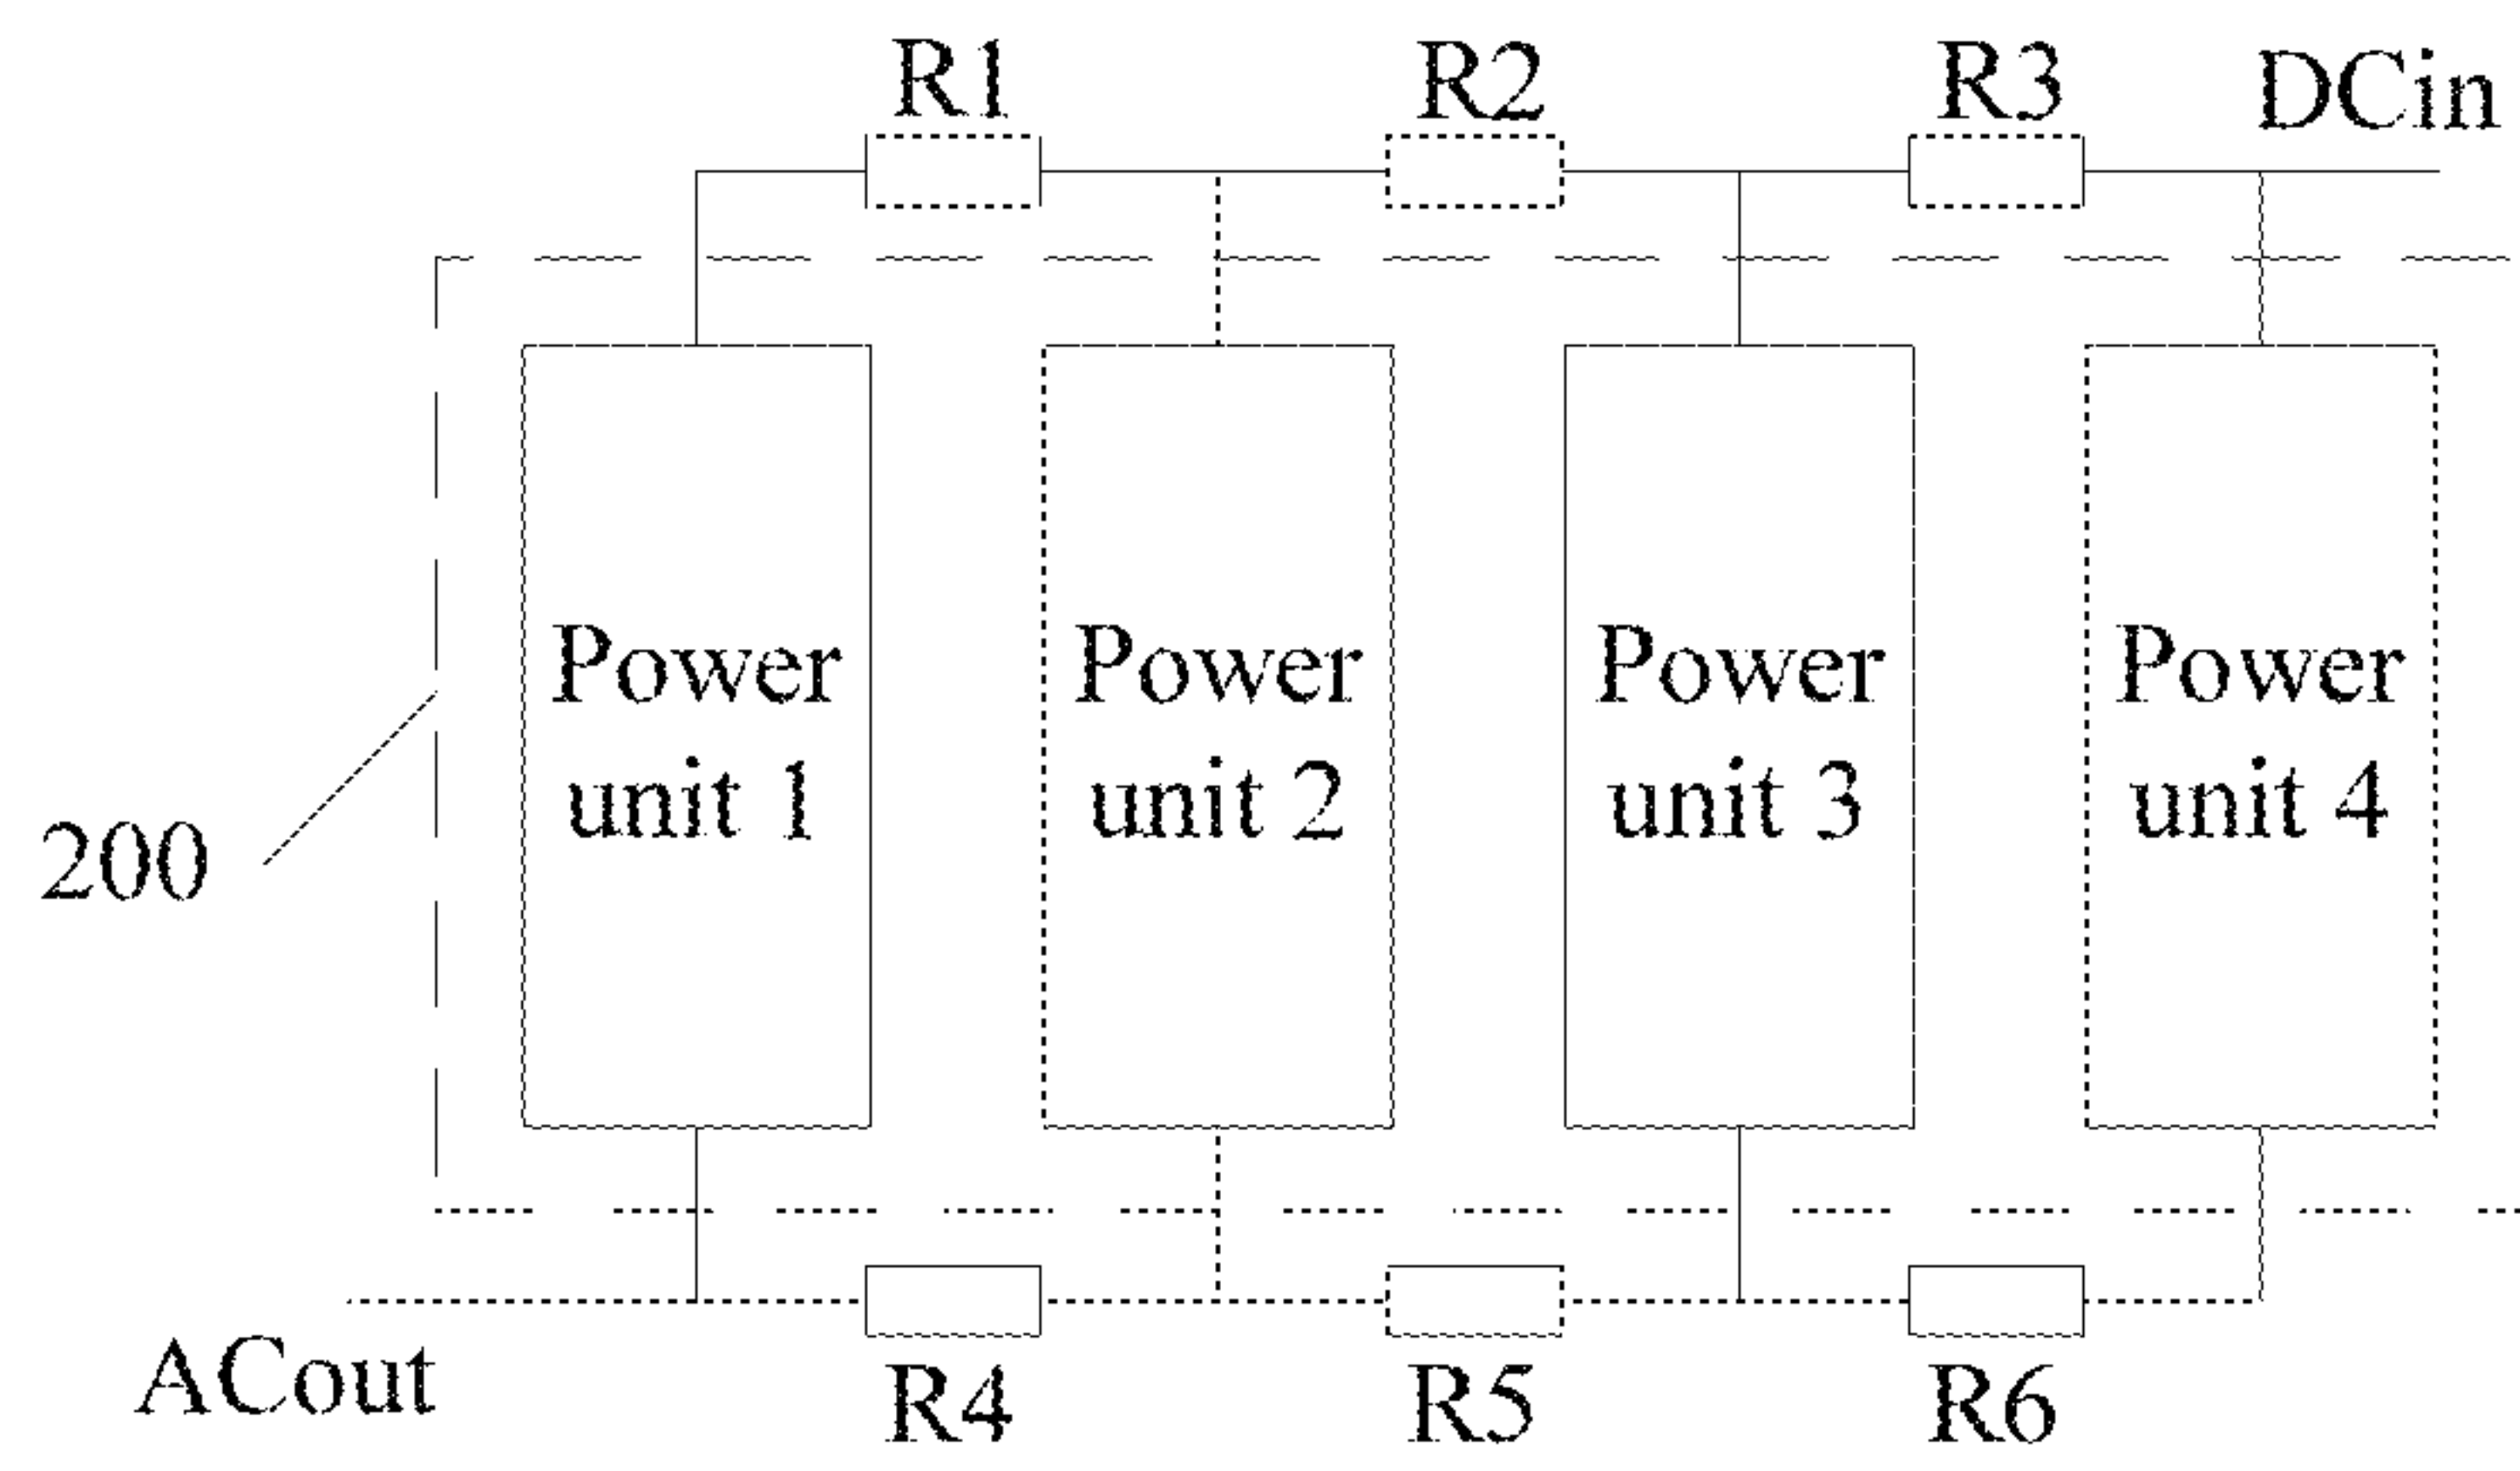 R1 R2 R3 DCin
Power unit 1
Power unit 2
Power unit 3
Power unit 4
200
ACout
R4 R5 R6